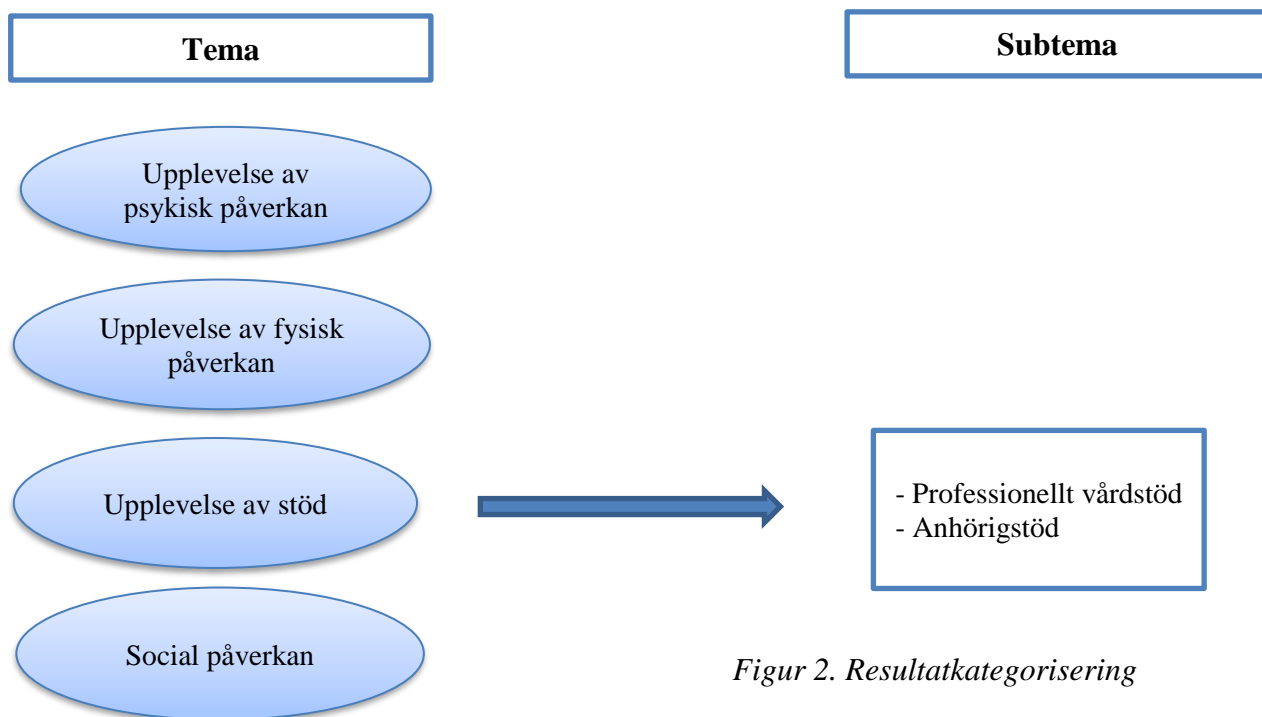 Tema
Subtema
Upplevelse av
psykisk påverkan
Upplevelse av fysisk
påverkan
Upplevelse av stöd
- Professionellt vårdstöd
- Anhörigstöd
Social påverkan
Figur 2. Resultatkategorisering